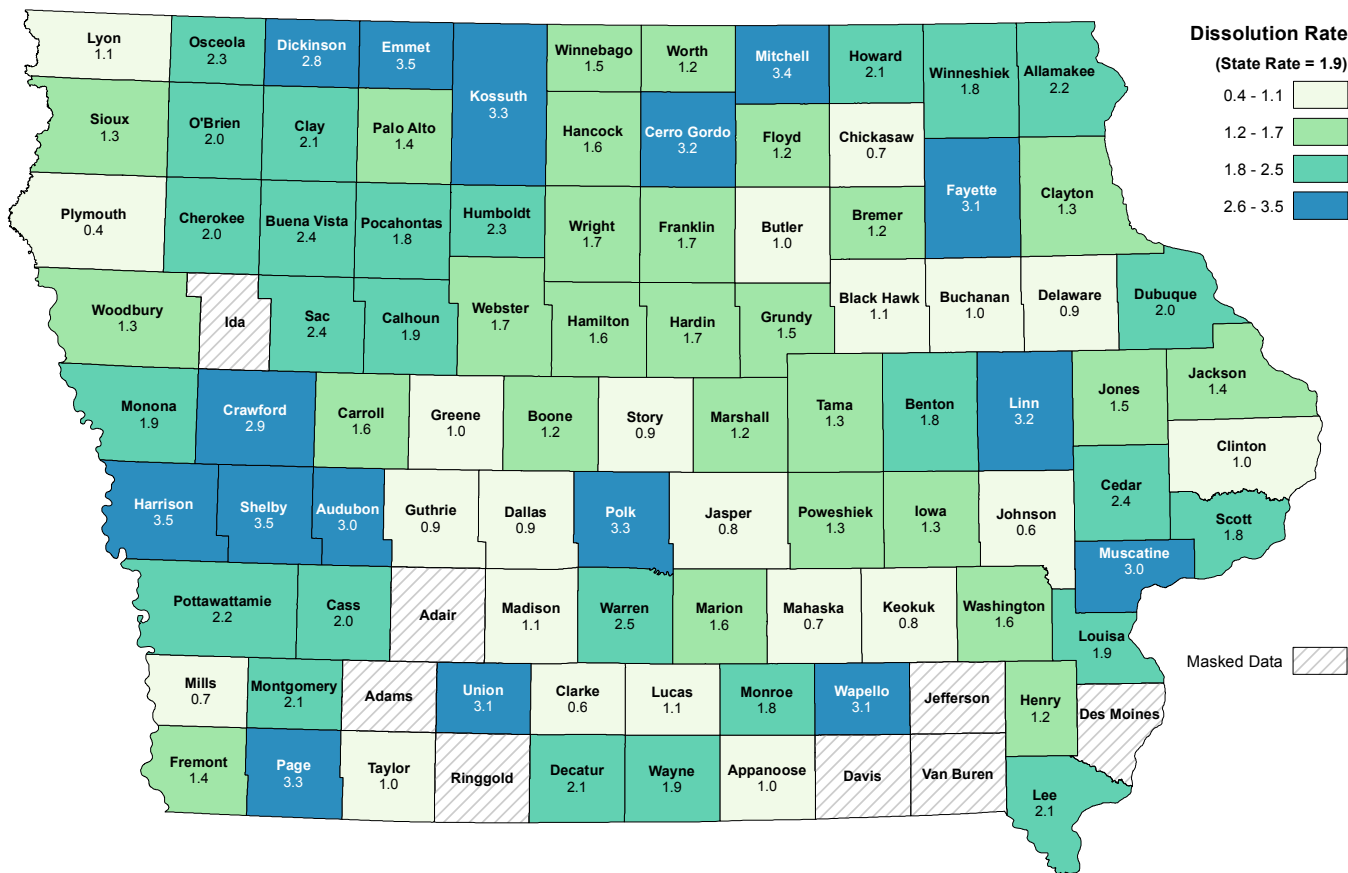 Dissolution Rate
(State Rate = 1.9)
0.4 - 1.1
1.2 - 1.7
1.8 - 2.5
2.6 - 3.5
Masked Data
Lyon
1.1
Osceola
2.3
Dickinson
2.8
Emmet
3.5
Kossuth
3.3
Winnebago
1.5
Worth
1.2
Mitchell
3.4
Howard
2.1
Winneshiek
1.8
Allamakee
2.2
Sioux
1.3
O'Brien
2.0
Clay
2.1
Palo Alto
1.4
Hancock
1.6
Cerro Gordo
3.2
Floyd
1.2
Chickasaw
0.7
Fayette
3.1
Clayton
1.3
Plymouth
0.4
Cherokee
2.0
Buena Vista
2.4
Pocahontas
1.8
Humboldt
2.3
Wright
1.7
Franklin
1.7
Butler
1.0
Bremer
1.2
Woodbury
1.3
Ida
Sac
2.4
Calhoun
1.9
Webster
1.7
Hamilton
1.6
Hardin
1.7
Grundy
1.5
Black Hawk
1.1
Buchanan
1.0
Delaware
0.9
Dubuque
2.0
Monona
1.9
Crawford
2.9
Carroll
1.6
Greene
1.0
Boone
1.2
Story
0.9
Marshall
1.2
Tama
1.3
Benton
1.8
Linn
3.2
Jones
1.5
Jackson
1.4
Clinton
1.0
Harrison
3.5
Shelby
3.5
Audubon
3.0
Guthrie
0.9
Dallas
0.9
Polk
3.3
Jasper
0.8
Poweshiek
1.3
Iowa
1.3
Johnson
0.6
Cedar
2.4
Scott
1.8
Muscatine
3.0
Pottawattamie
2.2
Cass
2.0
Adair
Madison
1.1
Warren
2.5
Marion
1.6
Mahaska
0.7
Keokuk
0.8
Washington
1.6
Louisa
1.9
Mills
0.7
Montgomery
2.1
Adams
Union
3.1
Clarke
0.6
Lucas
1.1
Monroe
1.8
Wapello
3.1
Jefferson
Henry
1.2
Des Moines
Fremont
1.4
Page
3.3
Taylor
1.0
Ringgold
Decatur
2.1
Wayne
1.9
Appanoose
1.0
Davis
Van Buren
Lee
2.1